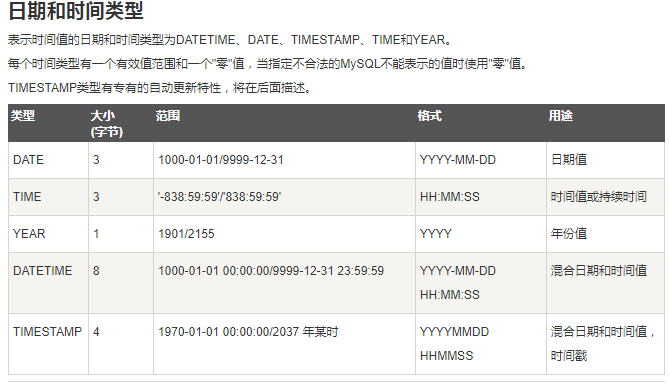 日期和时间类型
表示时间值的日期和时间类型为DATETIME、DATE、TIMESTAMP、TIME和YEAR。
每个时间类型有一个有效值范围和一个"零"值，当指定不合法的MySQL不能表示的值时使用"零"值。
TIMESTAMP类型有专有的自动更新特性，将在后面描述。
类型 大小 范围 格式 用途
(字节)
DATE 3 1000-01-01/9999-12-31 YYYY-MM-DD 日期值
TIME 3 '-838:59:59'/'838:59:59' HH:MM:SS 时间值或持续时间
YEAR 1 1901/2155 YYYY 年份值
DATETIME 8 1000-01-01 00:00:00/9999-12-31 23:59:59 YYYY-MM-DD 混合日期和时间值
HH:MM:SS
TIMESTAMP 4 1970-01-01 00:00:00/2037 年某时 YYYYMMDD 混合日期和时间值，
HHMMSS 时间戳